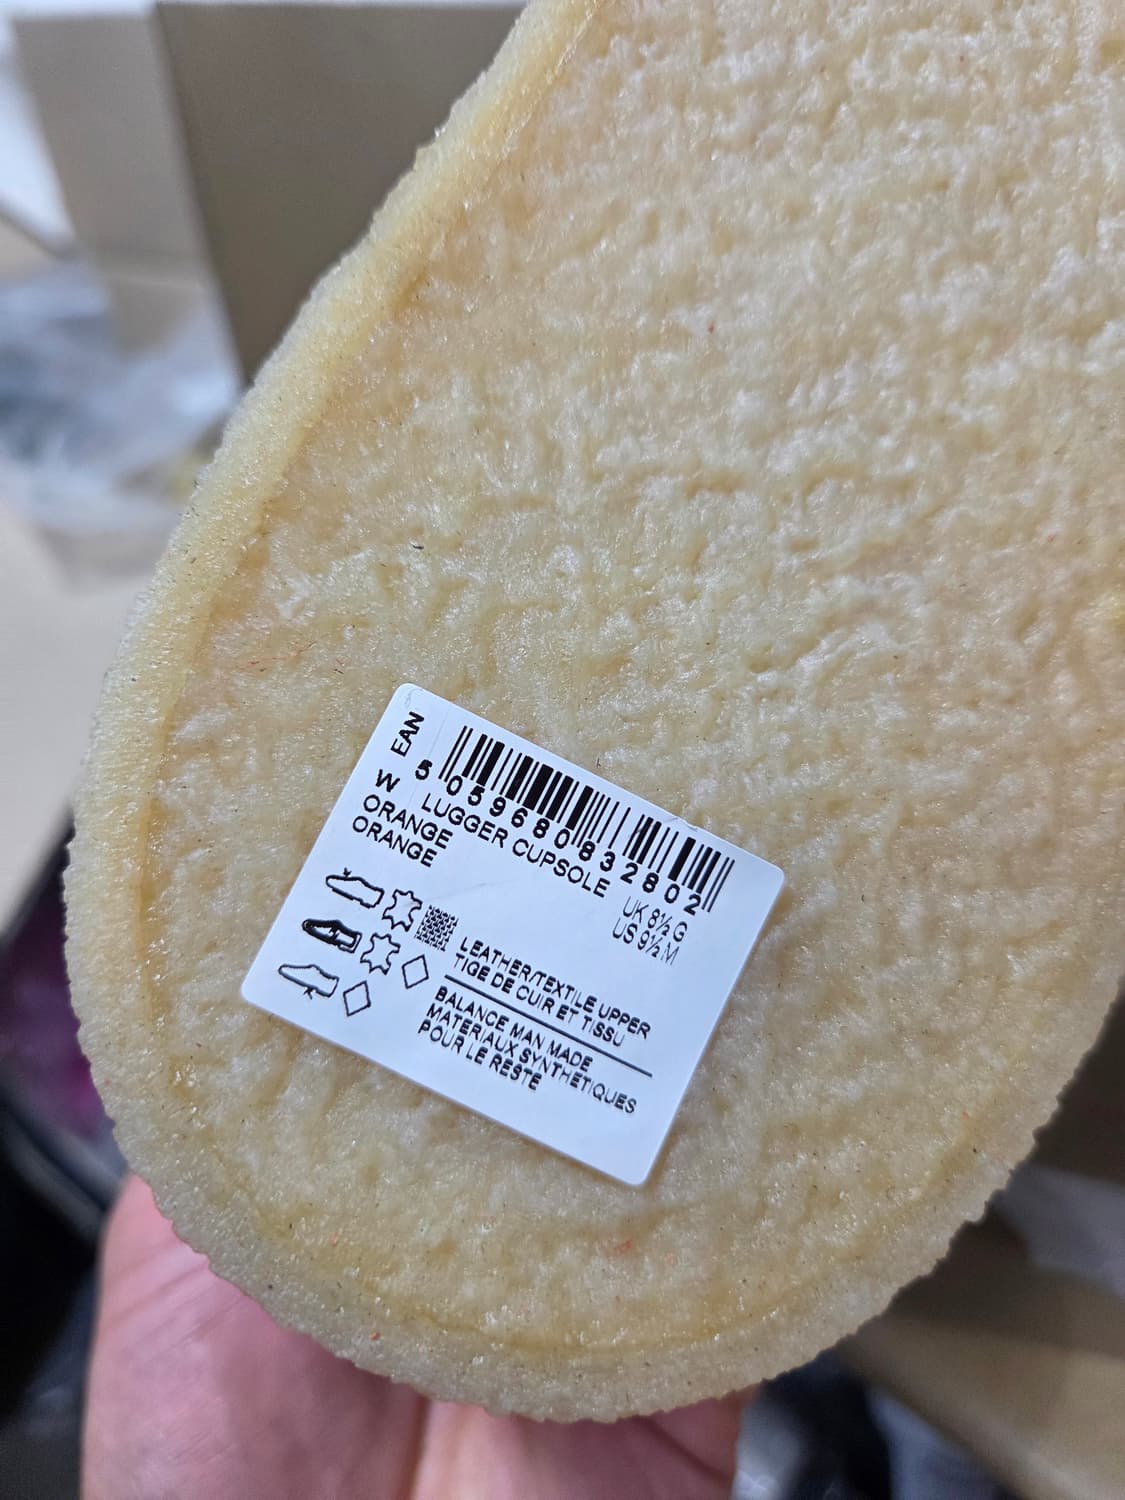 EAN
5 059680 832802
W LUGGER CUPSOLE
ORANGE
ORANGE
UK 8½ G
US 9½ M
LEATHER/TEXTILE UPPER
TIGE DE CUIR ET TISSU
BALANCE MAN MADE
MATERIAUX SYNTHETIQUES
POUR LE RESTE